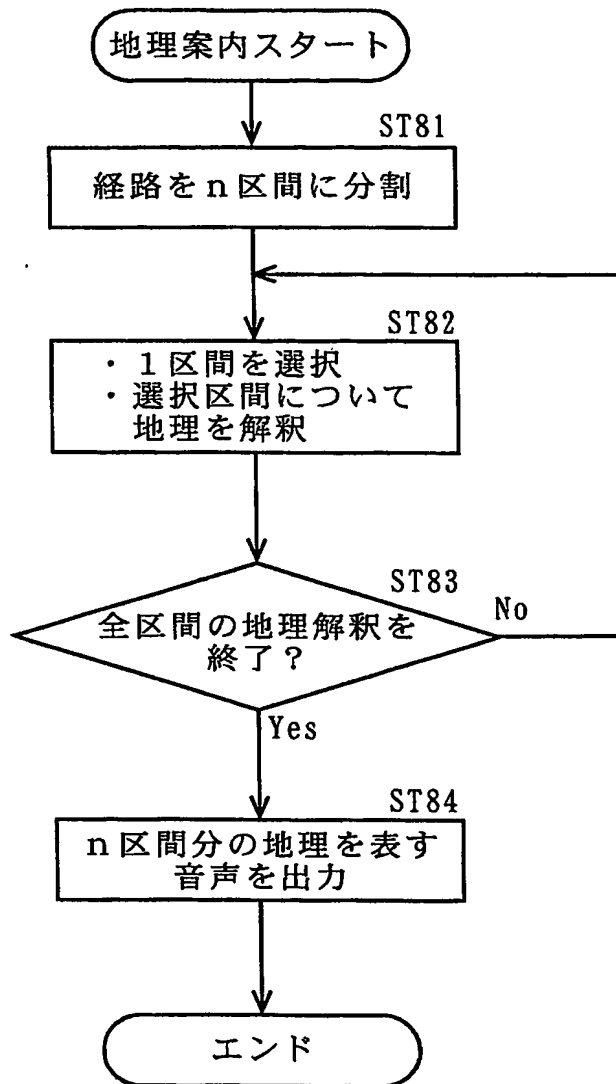 地理案内スタート
ST81
経路をn区間に分割
ST82
・1区間を選択
・選択区間について
地理を解釈
ST83
全区間の地理解釈を
終了？
No
Yes
ST84
n区間分の地理を表す
音声を出力
エンド